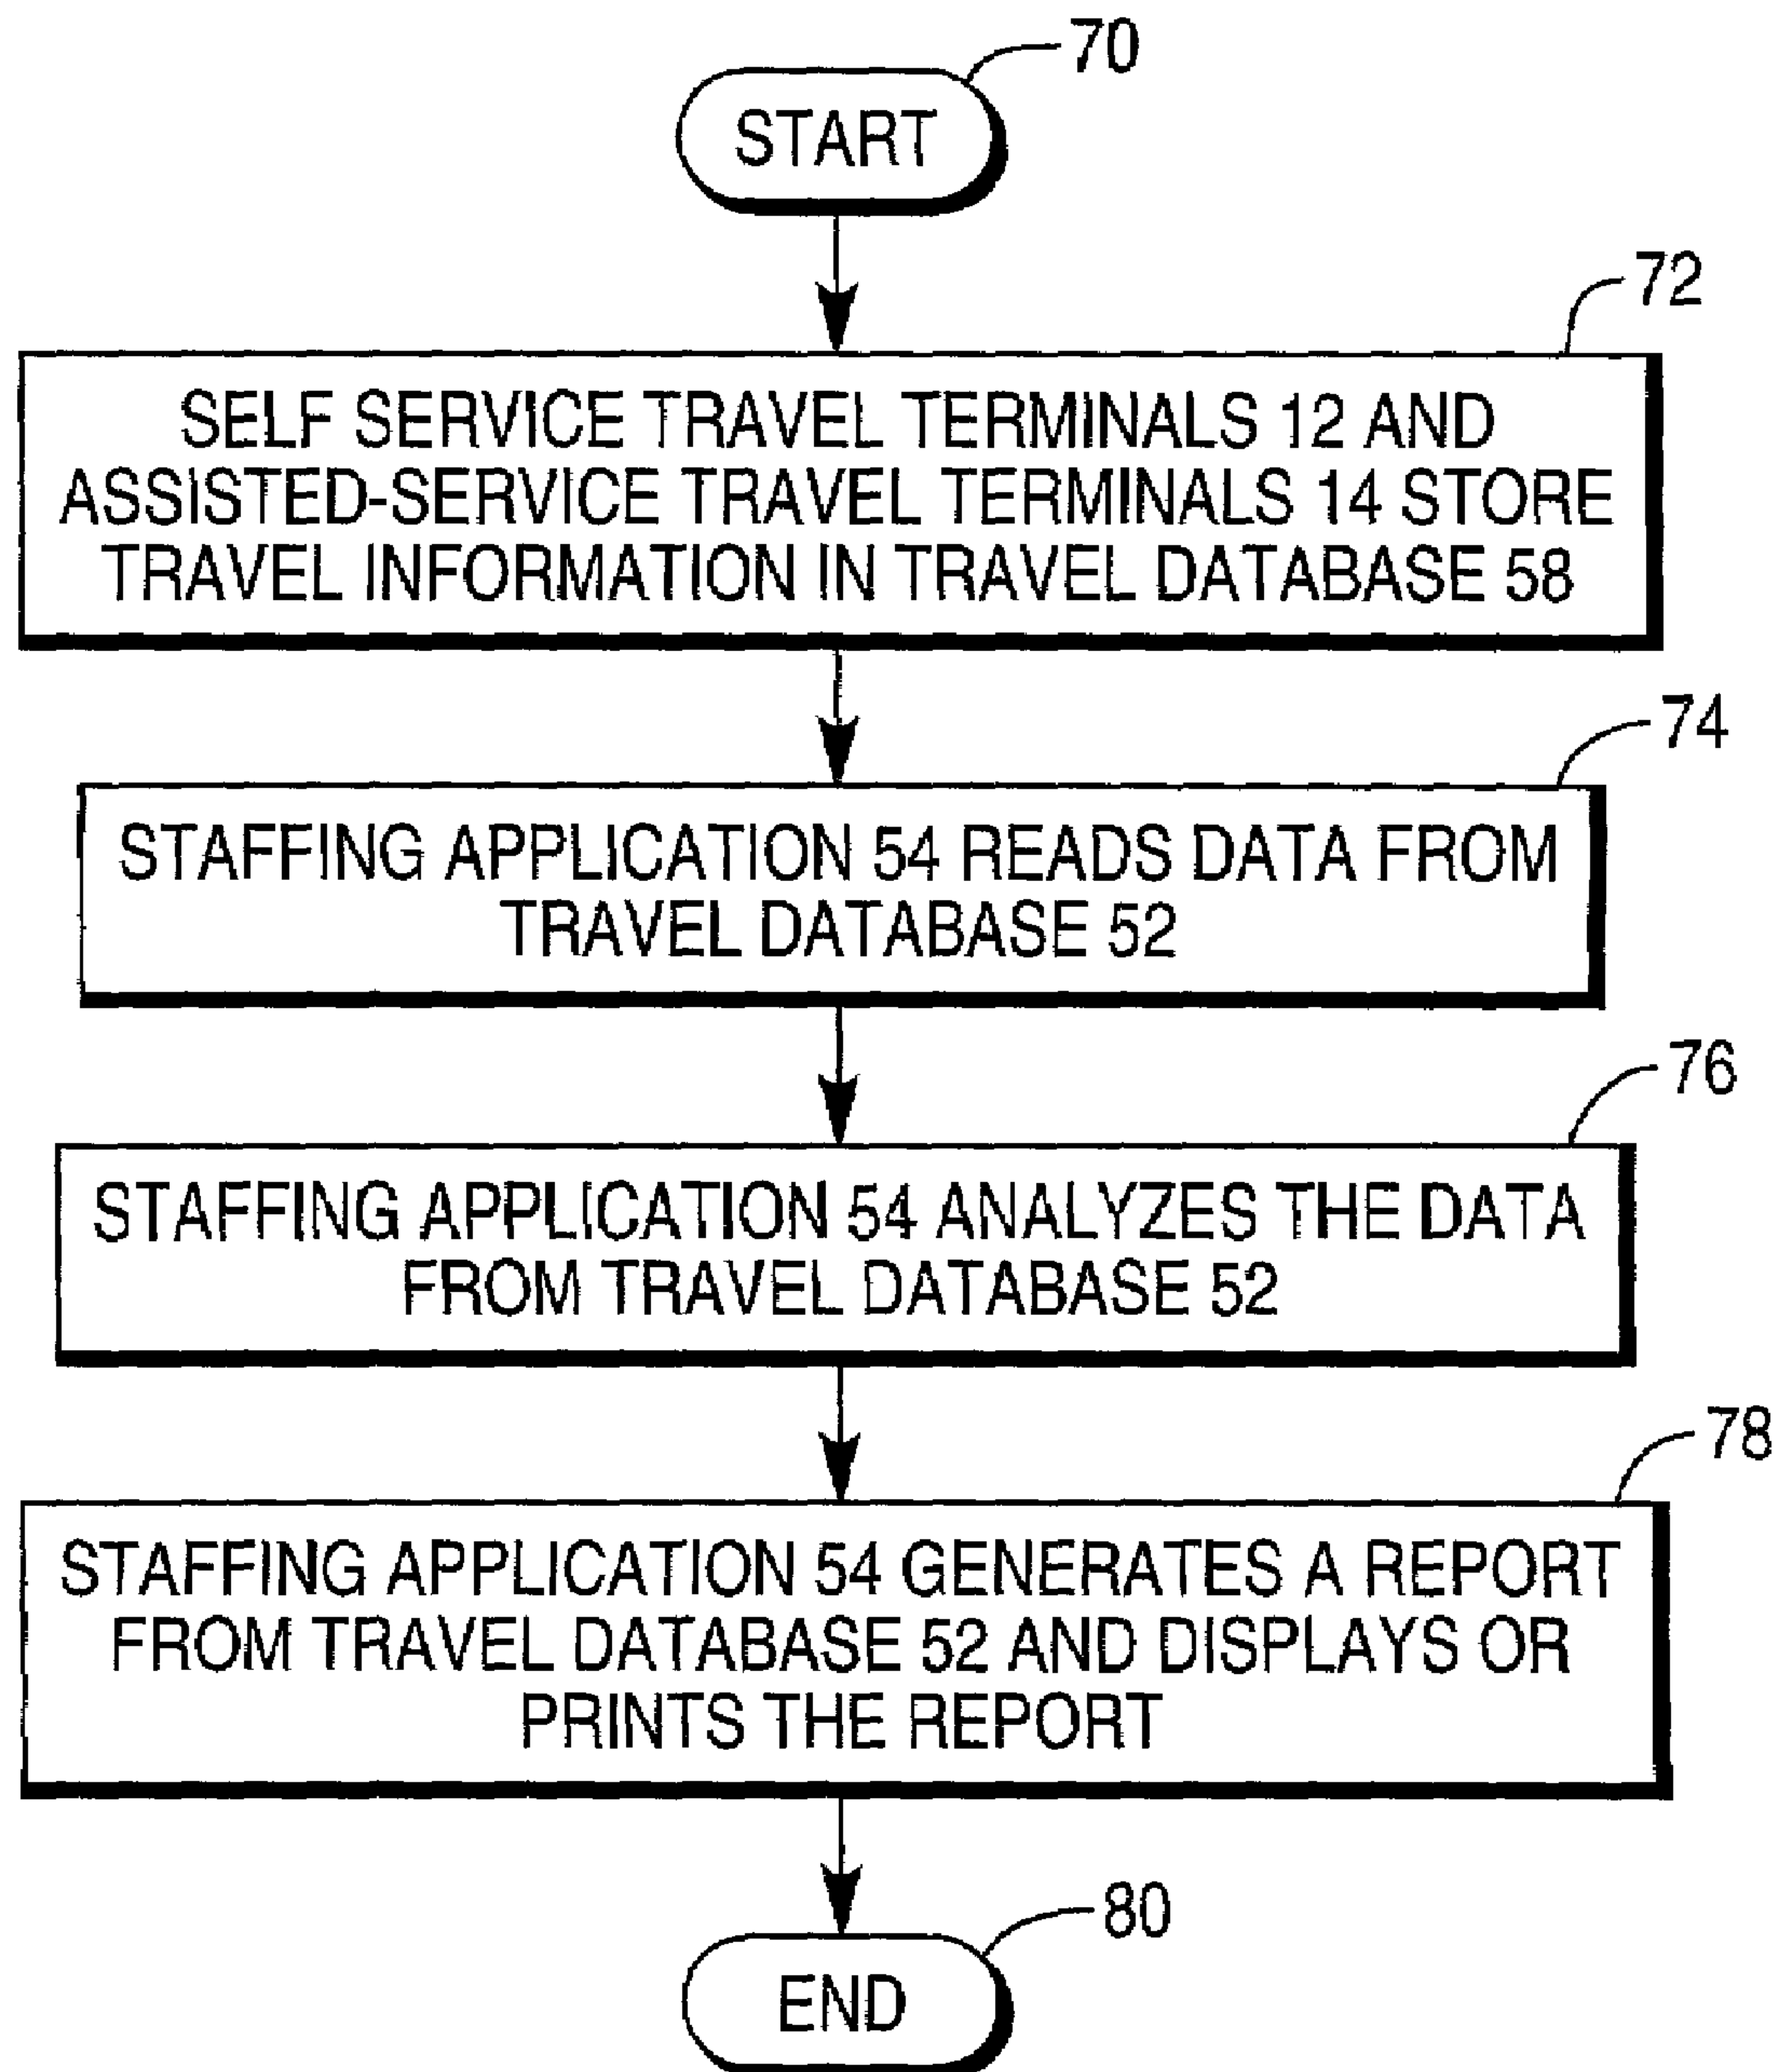 70
START
72
SELF SERVICE TRAVEL TERMINALS 12 AND
ASSISTED-SERVICE TRAVEL TERMINALS 14 STORE
TRAVEL INFORMATION IN TRAVEL DATABASE 58
74
STAFFING APPLICATION 54 READS DATA FROM
TRAVEL DATABASE 52
76
STAFFING APPLICATION 54 ANALYZES THE DATA
FROM TRAVEL DATABASE 52
78
STAFFING APPLICATION 54 GENERATES A REPORT
FROM TRAVEL DATABASE 52 AND DISPLAYS OR
PRINTS THE REPORT
80
END